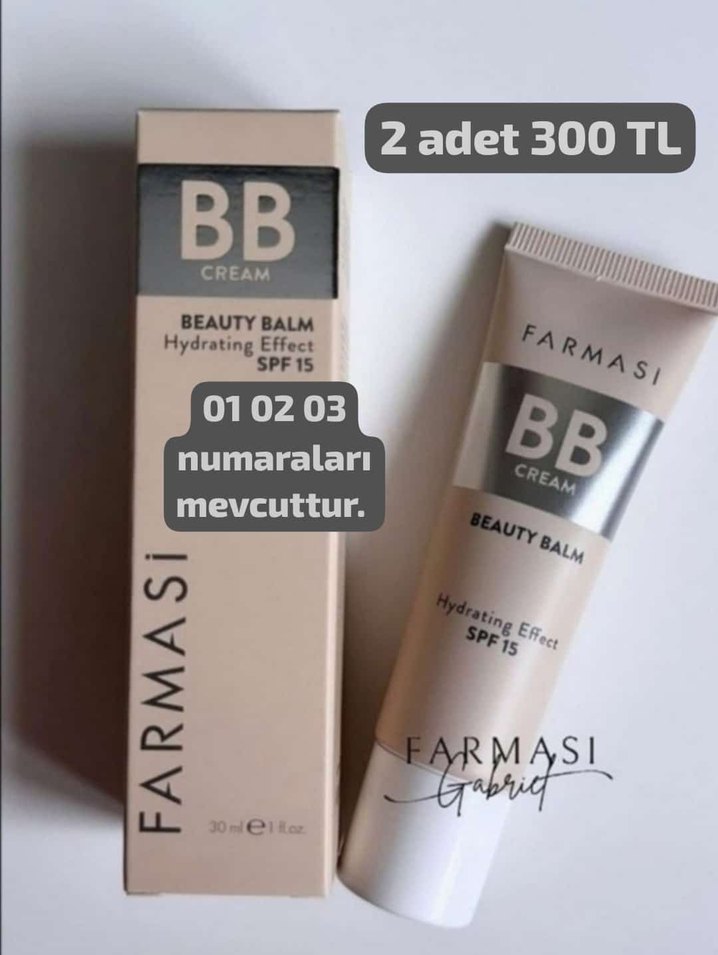 2 adet 300 TL
BB
CREAM
BEAUTY BALM
Hydrating Effect
SPF 15
01 02 03
numaraları
mevcuttur.
FARMASi
30 ml e 1 fl.oz.
FARMASI
BB
CREAM
BEAUTY BALM
Hydrating Effect
SPF 15
FARMASI